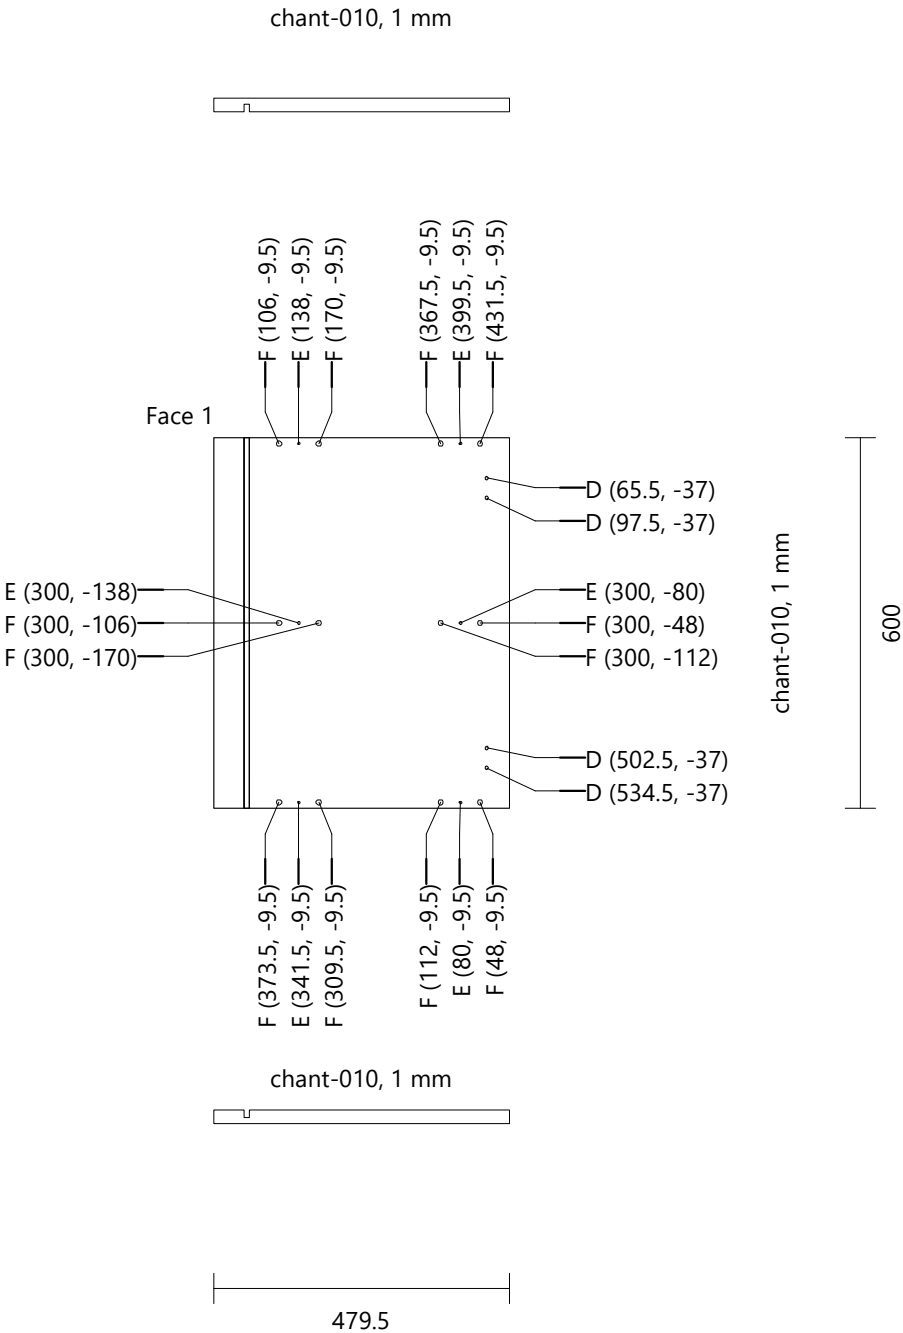 chant-010, 1 mm
F (106, -9.5)
E (138, -9.5)
F (170, -9.5)
F (367.5, -9.5)
E (399.5, -9.5)
F (431.5, -9.5)
Face 1
D (65.5, -37)
D (97.5, -37)
E (300, -138)
F (300, -106)
F (300, -170)
E (300, -80)
F (300, -48)
F (300, -112)
chant-010, 1 mm
600
D (502.5, -37)
D (534.5, -37)
F (373.5, -9.5)
E (341.5, -9.5)
F (309.5, -9.5)
F (112, -9.5)
E (80, -9.5)
F (48, -9.5)
chant-010, 1 mm
479.5